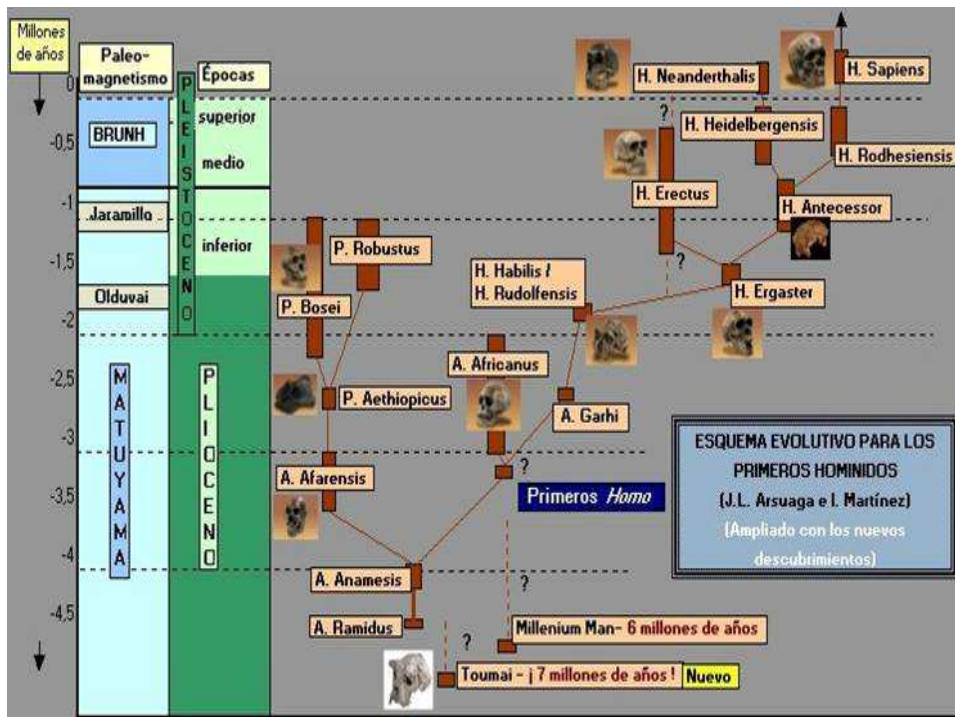 Millones
de años
Paleo-
magnetismo
Épocas
PLEISTOCENO
BRUNH
superior
medio
Jaramillo
inferior
Olduvai
MATUYAMA
PLIOCENO
0
-0,5
-1
-1,5
-2
-2,5
-3
-3,5
-4
-4,5
H. Neanderthalis
H. Sapiens
?
H. Heidelbergensis
H. Rodhesiensis
H. Erectus
H. Antecessor
P. Robustus
?
H. Habilis /
H. Rudolfensis
H. Ergaster
P. Bosei
A. Africanus
P. Aethiopicus
A. Garhi
A. Afarensis
?
Primeros Homo
ESQUEMA EVOLUTIVO PARA LOS
PRIMEROS HOMINIDOS
(J.L. Arsuaga e I. Martínez)
(Ampliado con los nuevos
descubrimientos)
A. Anamesis
?
A. Ramidus
Millenium Man- 6 millones de años
?
Toumai - ¡ 7 millones de años ! Nuevo